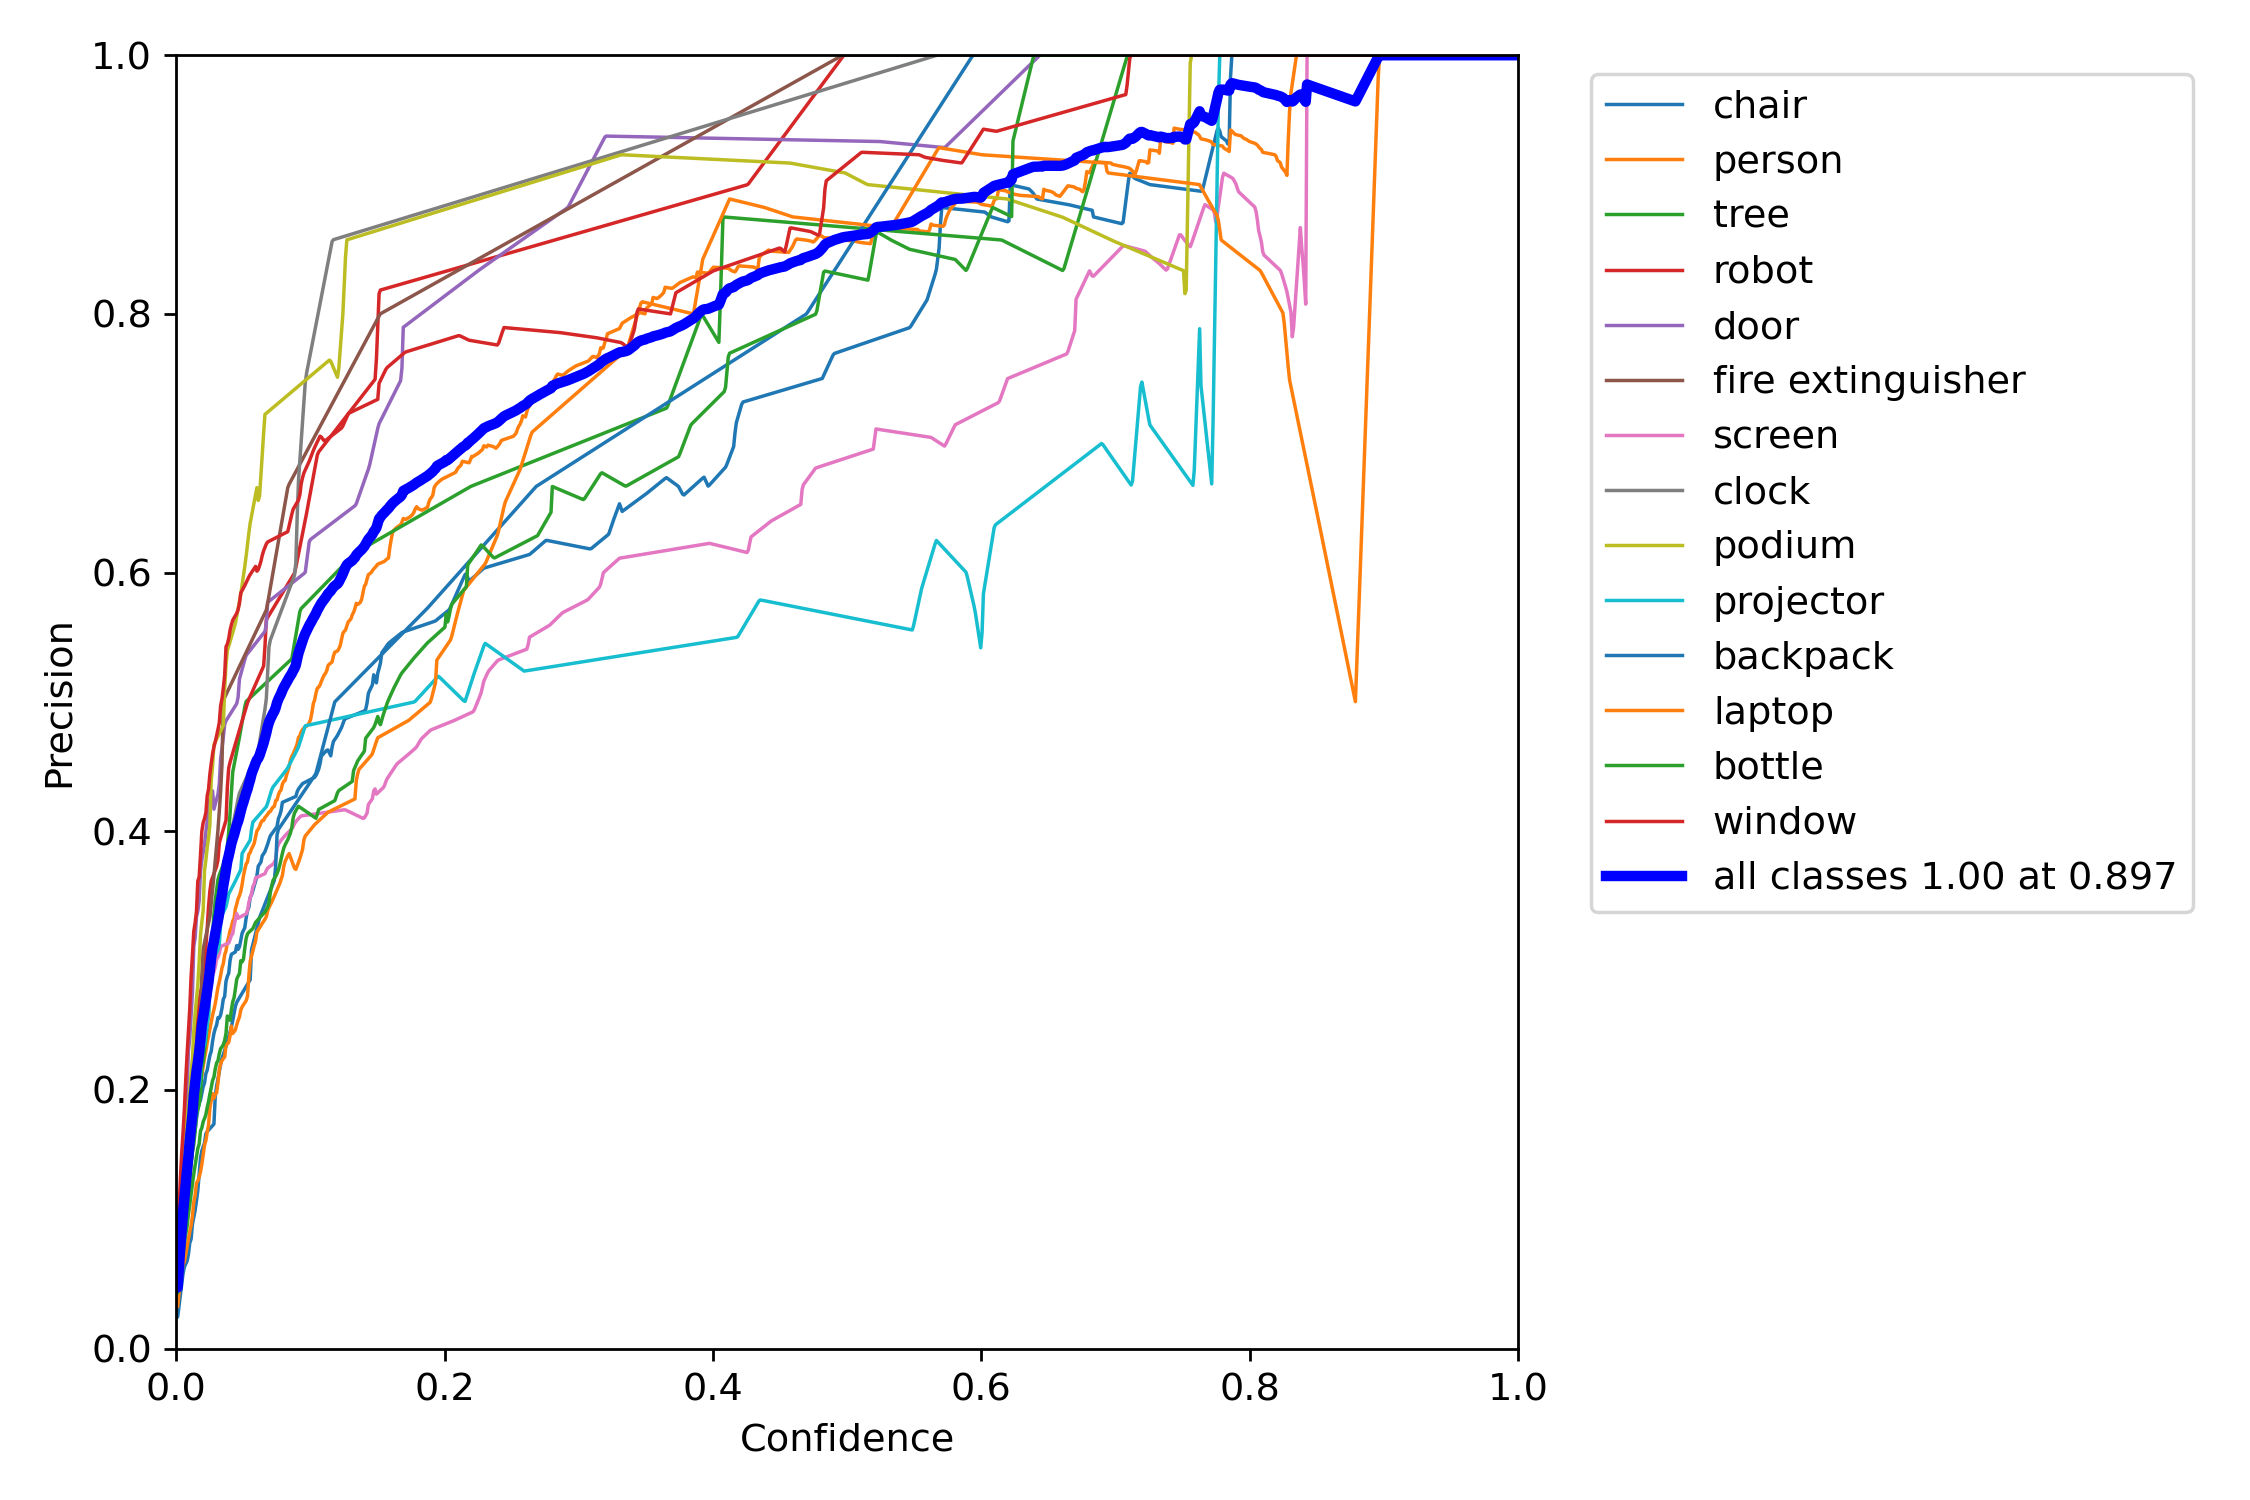 1.0
0.8
0.6
0.4
0.2
0.0
Precision
0.0 0.2 0.4 0.6 0.8 1.0
Confidence
chair
person
tree
robot
door
fire extinguisher
screen
clock
podium
projector
backpack
laptop
bottle
window
all classes 1.00 at 0.897